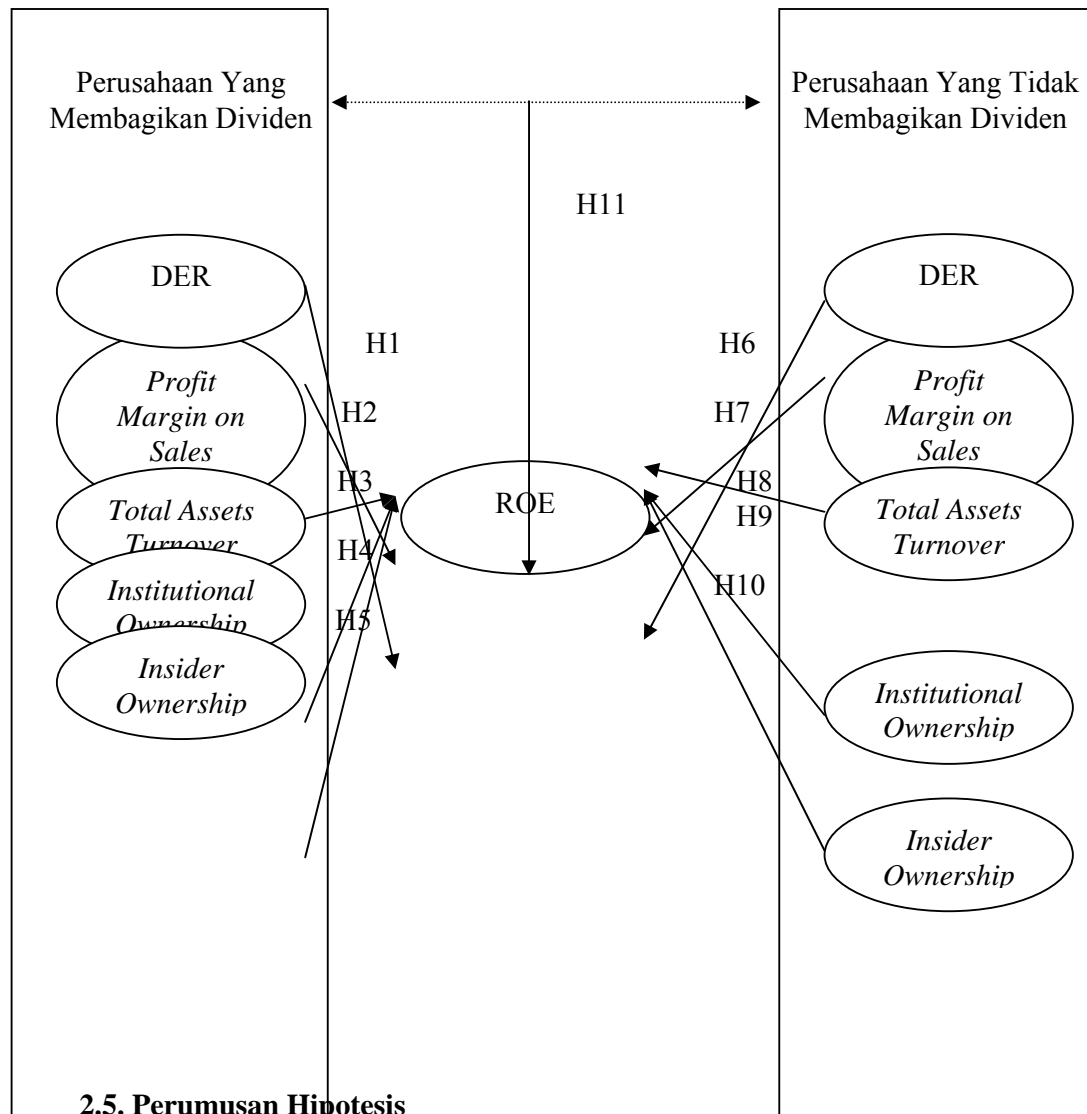 Perusahaan Yang
Membagikan Dividen
Perusahaan Yang Tidak
Membagikan Dividen
H11
DER
Profit
Margin on
Sales
Total Assets
Turnover
Institutional
Ownership
Insider
Ownership
H1
H2
H3
H4
H5
ROE
H6
H7
H8
H9
H10
DER
Profit
Margin on
Sales
Total Assets
Turnover
Institutional
Ownership
Insider
Ownership
2.5. Perumusan Hipotesis